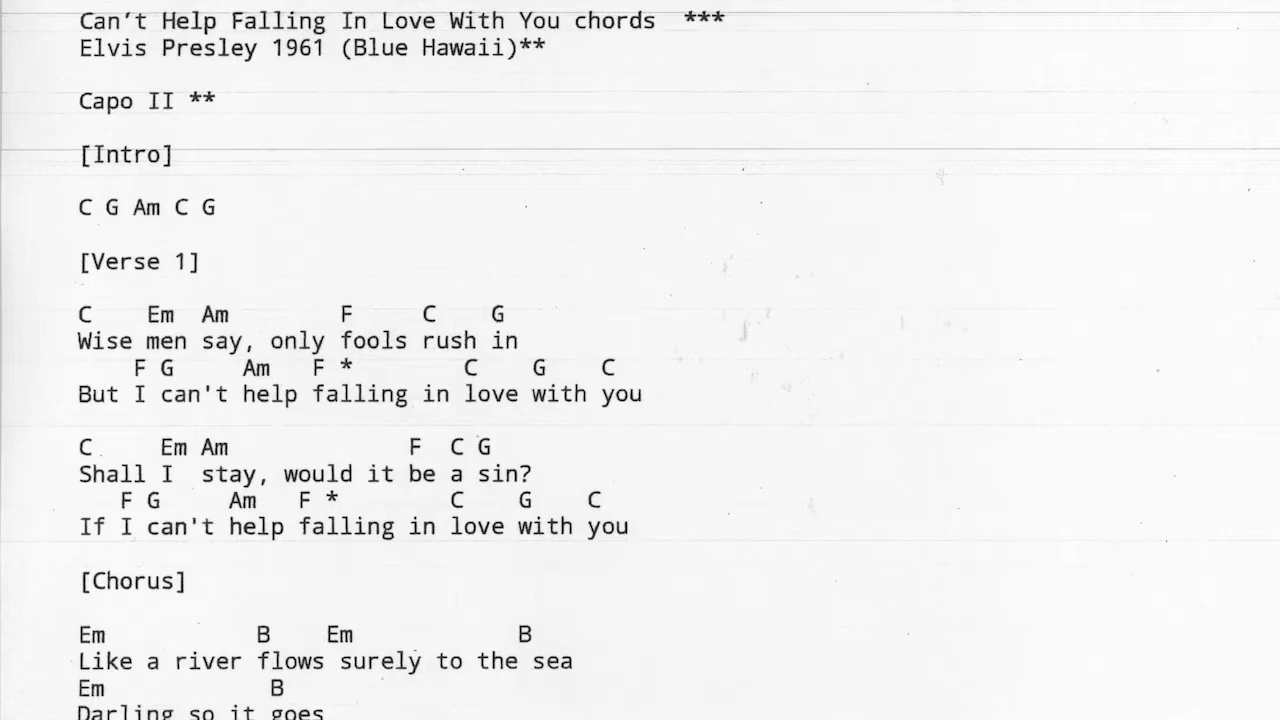 Can’t Help Falling In Love With You chords  ***
Elvis Presley 1961 (Blue Hawaii)**
Capo II **
[Intro]
C G Am C G
[Verse 1]
C    Em  Am        F     C    G
Wise men say, only fools rush in
    F G     Am   F *        C    G    C
But I can't help falling in love with you
C     Em Am             F  C G
Shall I  stay, would it be a sin?
   F G     Am   F *        C    G    C
If I can't help falling in love with you
[Chorus]
Em           B    Em            B
Like a river flows surely to the sea
Em            B
Darling so it goes